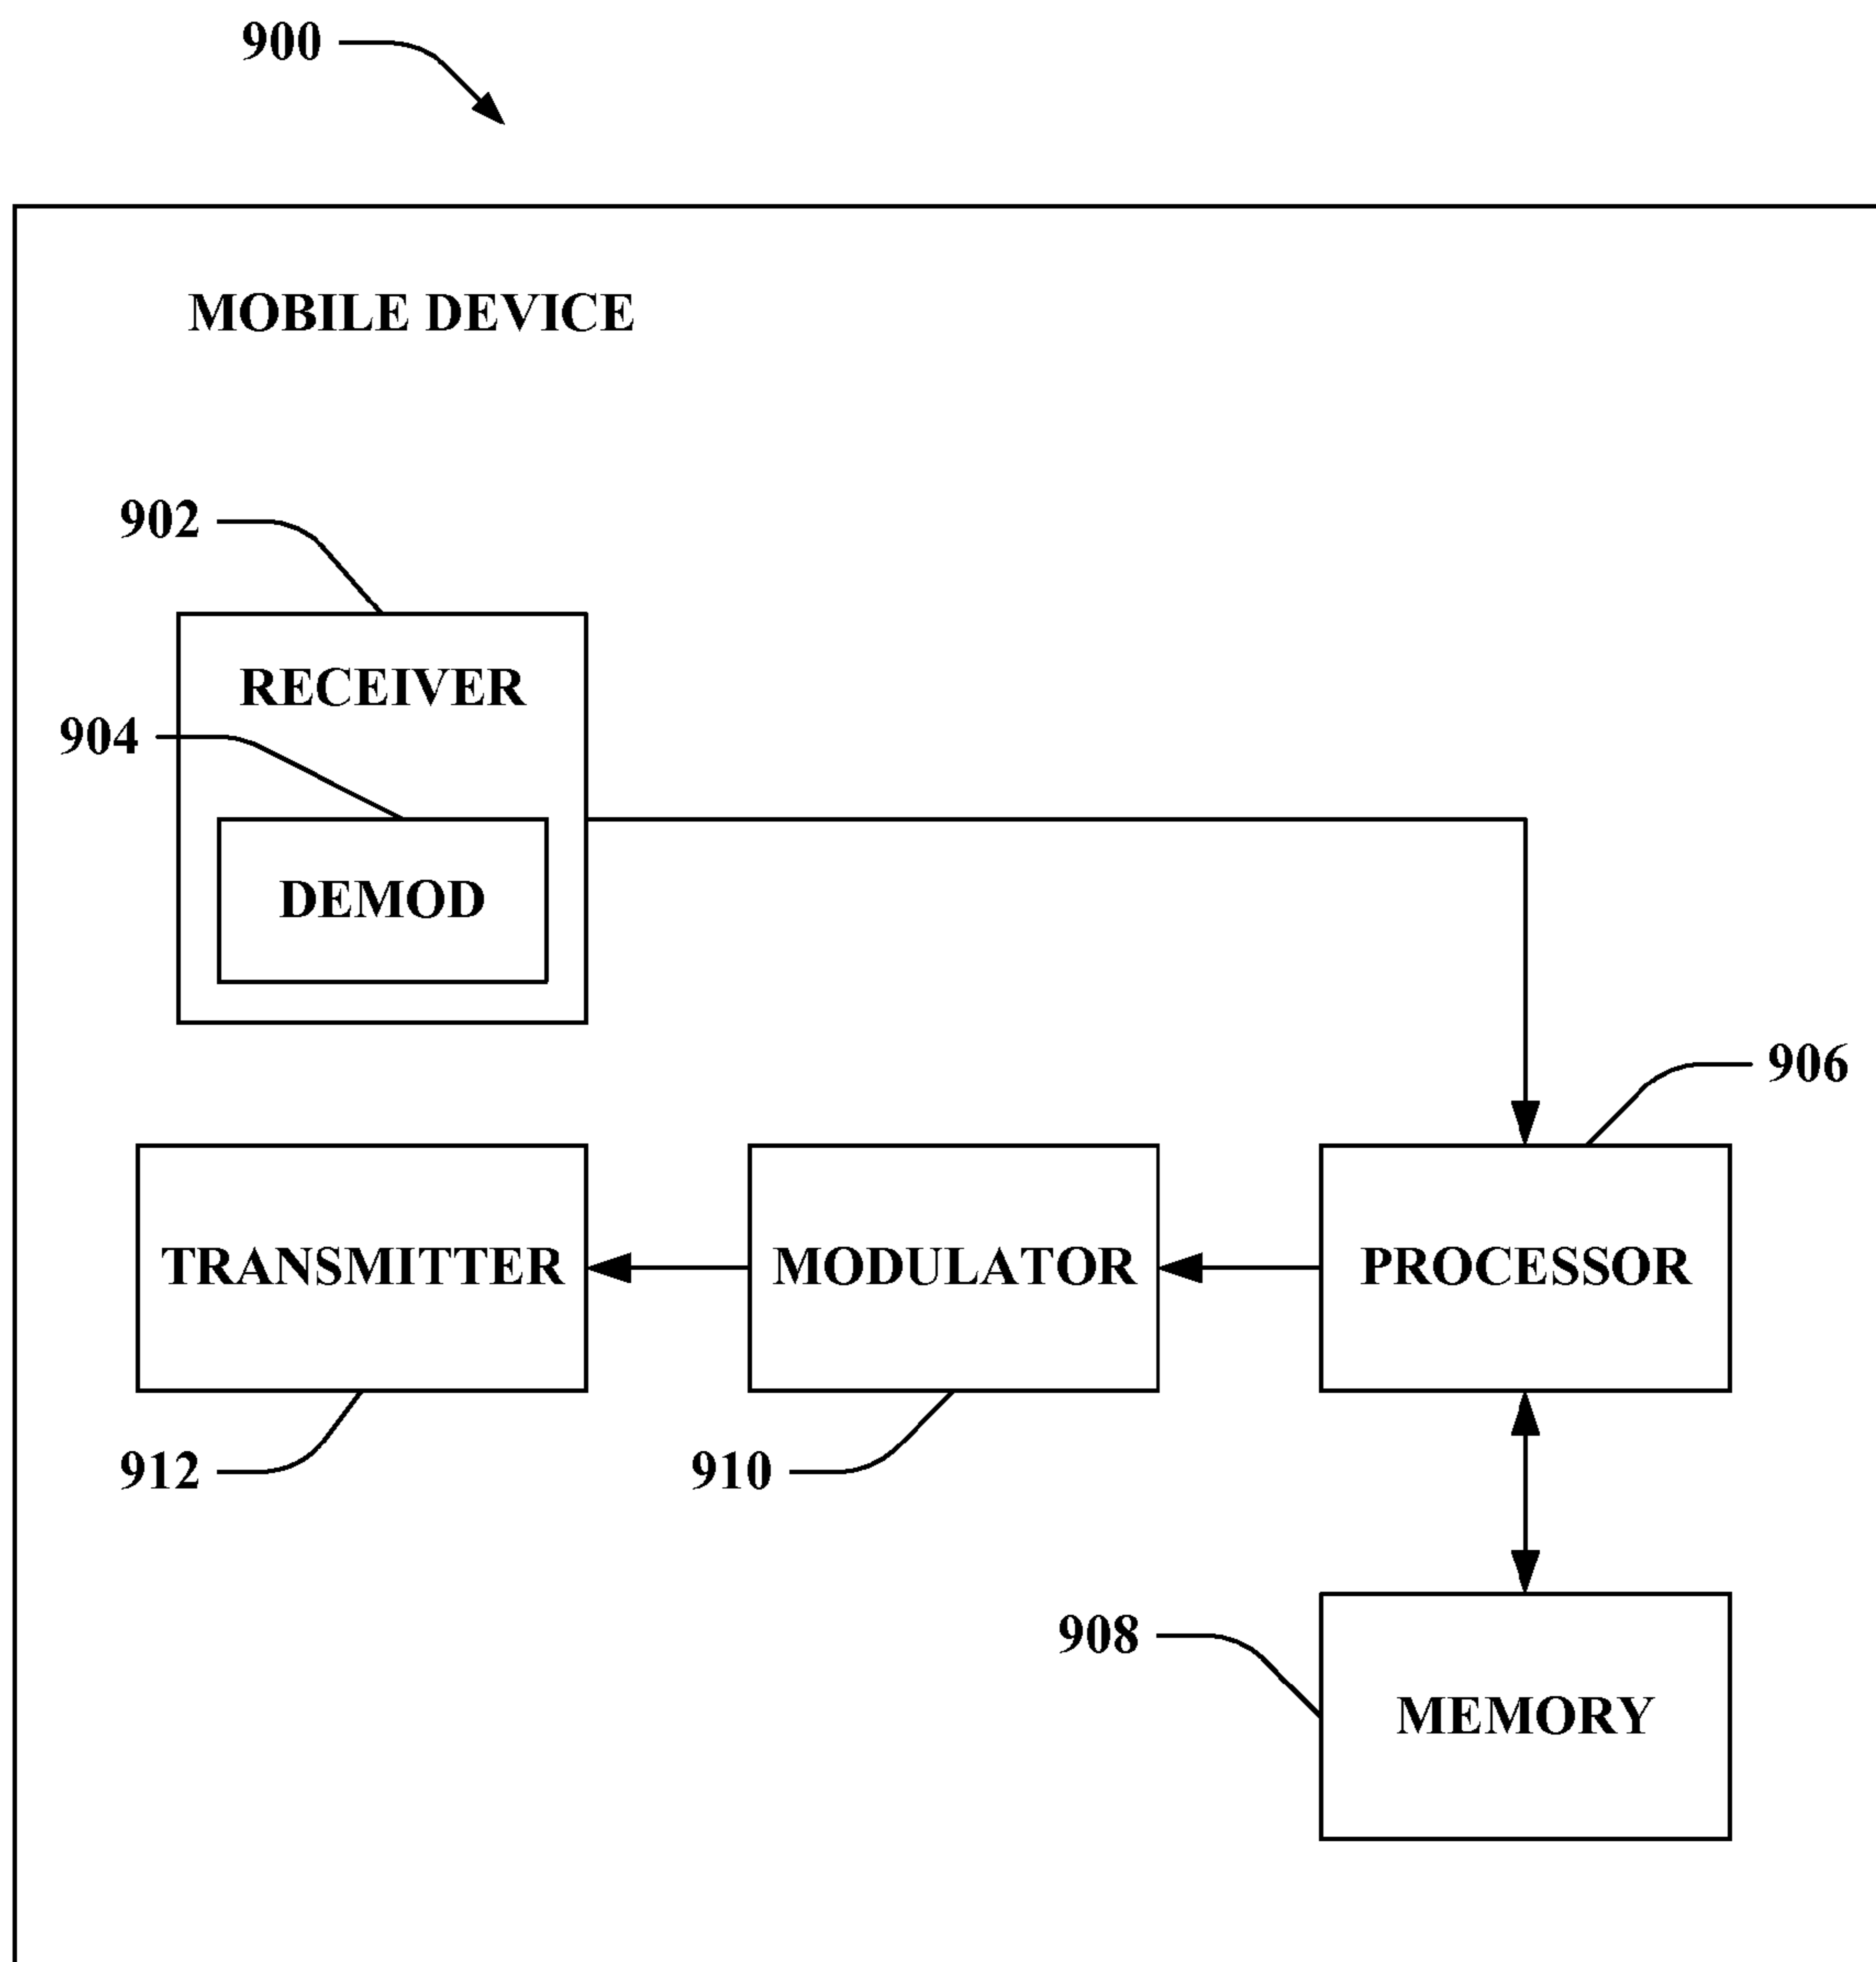 900
MOBILE DEVICE
902
RECEIVER
904
DEMOD
906
TRANSMITTER
MODULATOR
PROCESSOR
912
910
908
MEMORY